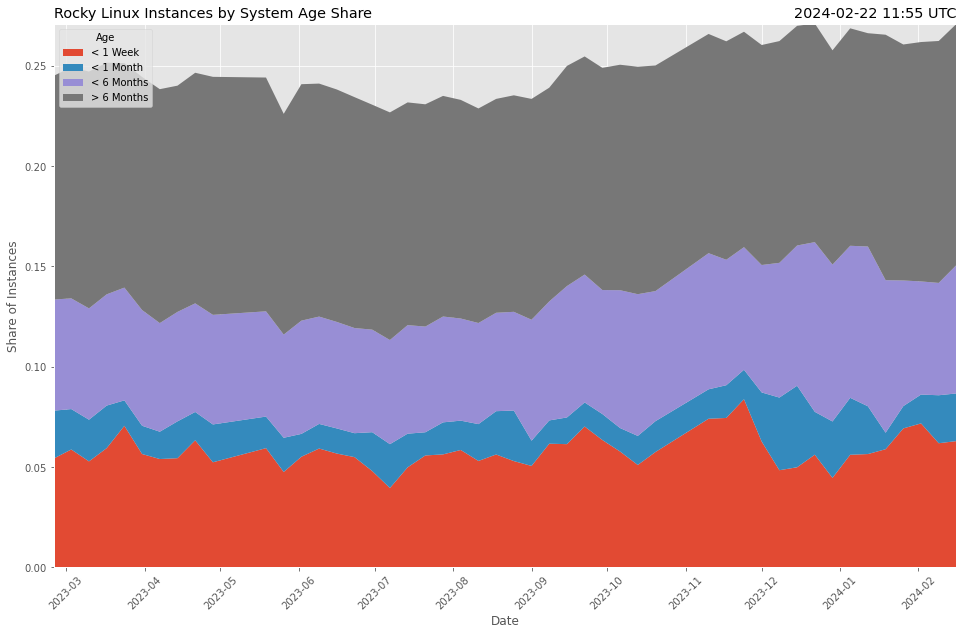 Rocky Linux Instances by System Age Share
2024-02-22 11:55 UTC
Age
< 1 Week
< 1 Month
< 6 Months
> 6 Months
Share of Instances
0.25
0.20
0.15
0.10
0.05
0.00
2023-03
2023-04
2023-05
2023-06
2023-07
2023-08
2023-09
2023-10
2023-11
2023-12
2024-01
2024-02
Date